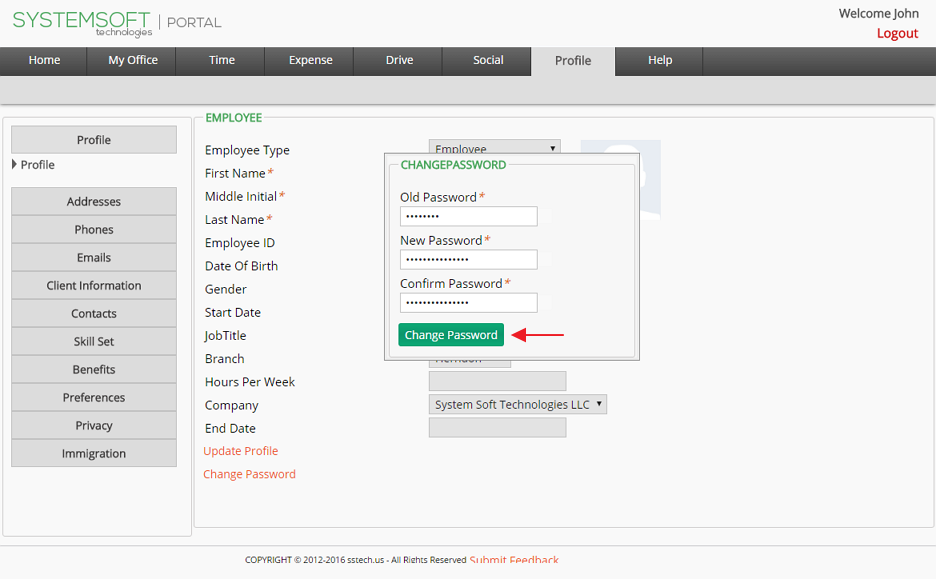 SYSTEMSOFT | PORTAL
technologies
Welcome John
Logout
Home My Office Time Expense Drive Social Profile Help
Profile
Profile
Addresses
Phones
Emails
Client Information
Contacts
Skill Set
Benefits
Preferences
Privacy
Immigration
EMPLOYEE
Employee Type Employee
First Name*
Middle Initial*
Last Name*
Employee ID
Date Of Birth
Gender
Start Date
JobTitle
Branch Herndon
Hours Per Week
Company System Soft Technologies LLC
End Date
Update Profile
Change Password
CHANGEPASSWORD
Old Password*
••••••••
New Password*
•••••••••••••••
Confirm Password*
•••••••••••••••
Change Password
COPYRIGHT © 2012-2016 sstech.us - All Rights Reserved Submit Feedback